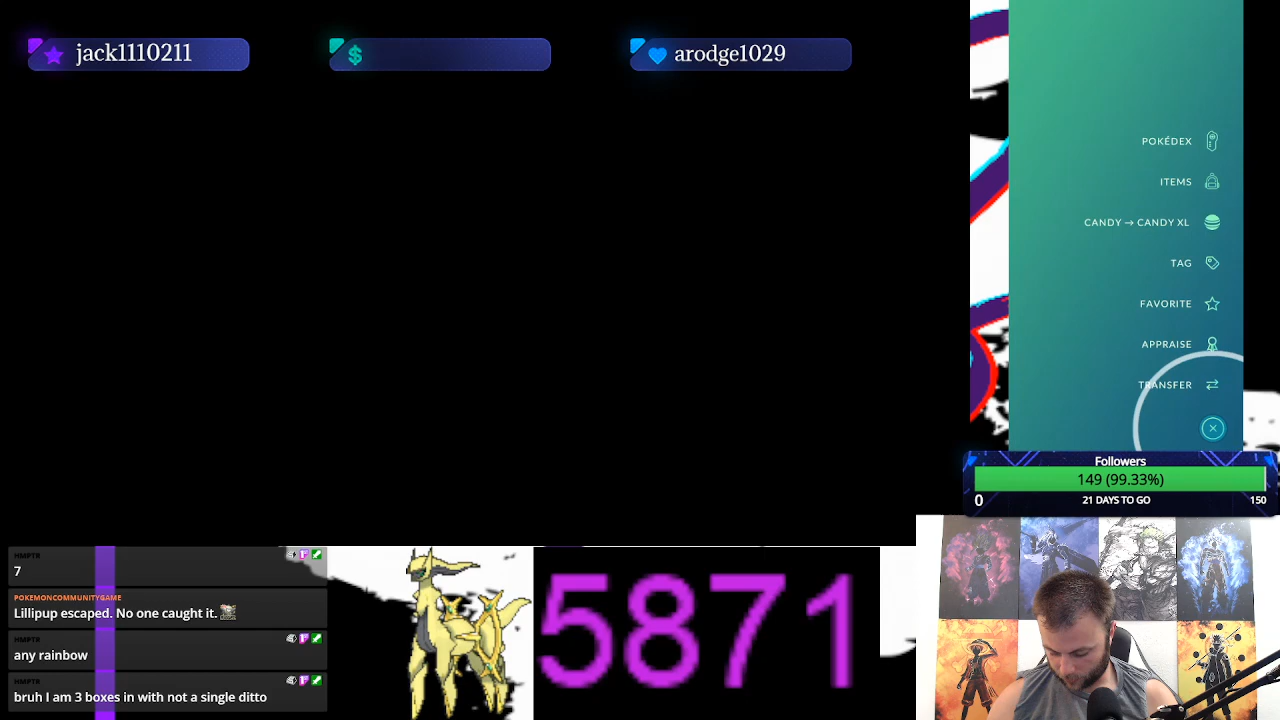 jack1110211
$
arodge1029
POKÉDEX
ITEMS
CANDY → CANDY XL
TAG
FAVORITE
APPRAISE
TRANSFER
Followers
149 (99.33%)
0
21 DAYS TO GO
150
HMPTR
7
POKEMONCOMMUNITYGAME
Lillipup escaped. No one caught it.
HMPTR
any rainbow
HMPTR
bruh I am 3 boxes in with not a single ditto
5871